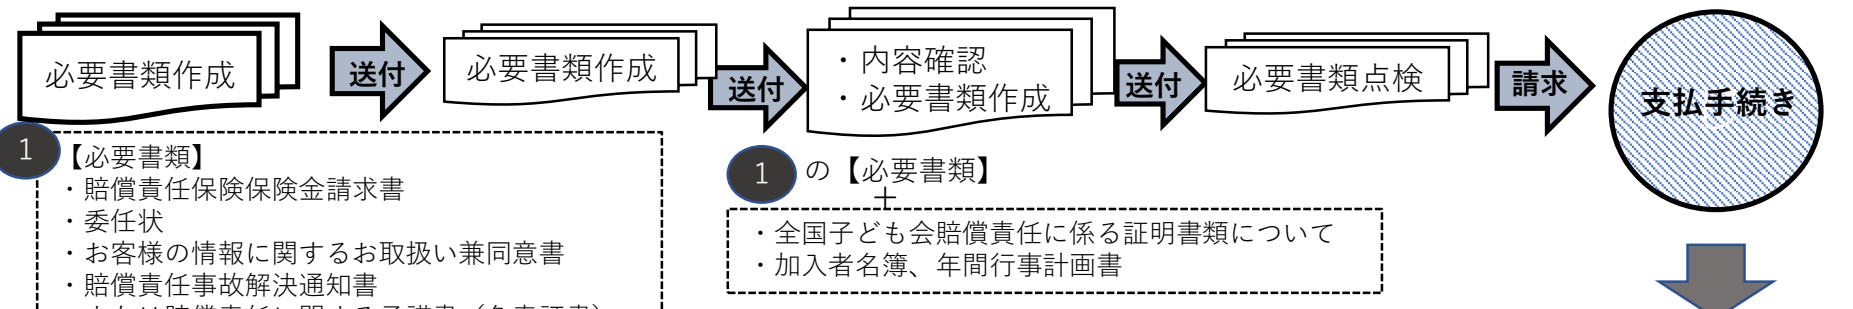 必要書類作成
送付
必要書類作成
送付
・内容確認
・必要書類作成
送付
必要書類点検
請求
支払手続き
1
【必要書類】
・賠償責任保険保険金請求書
・委任状
・お客様の情報に関するお取扱い兼同意書
・賠償責任事故解決通知書
1 の【必要書類】
＋
・全国子ども会賠償責任に係る証明書類について
・加入者名簿、年間行事計画書